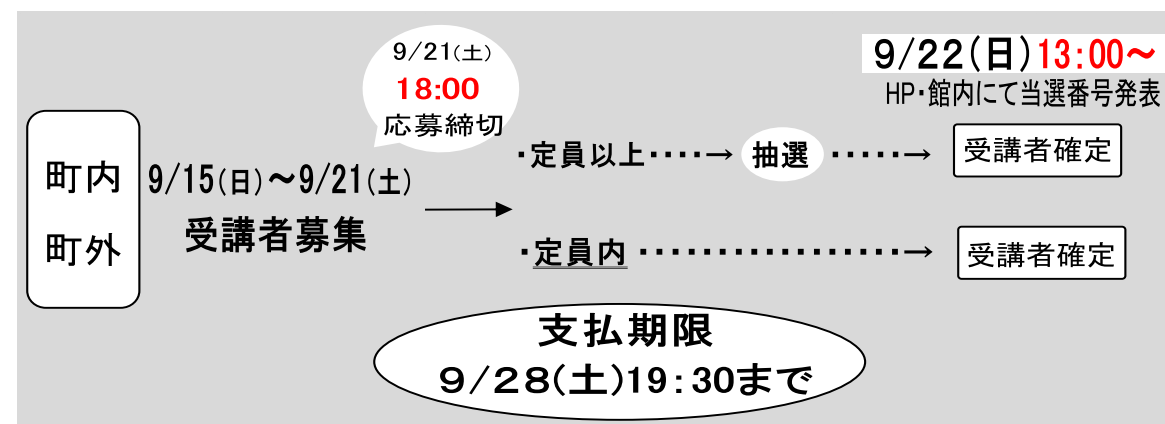 町内
町外
9/15(日)～9/21(土)
受講者募集
9/21(土)
18:00
応募締切
・定員以上････→ 抽選 ･････→ 受講者確定
・定員内 ･････････････････→ 受講者確定
9/22(日)13:00～
HP・館内にて当選番号発表
支払期限
9/28(土)19:30まで